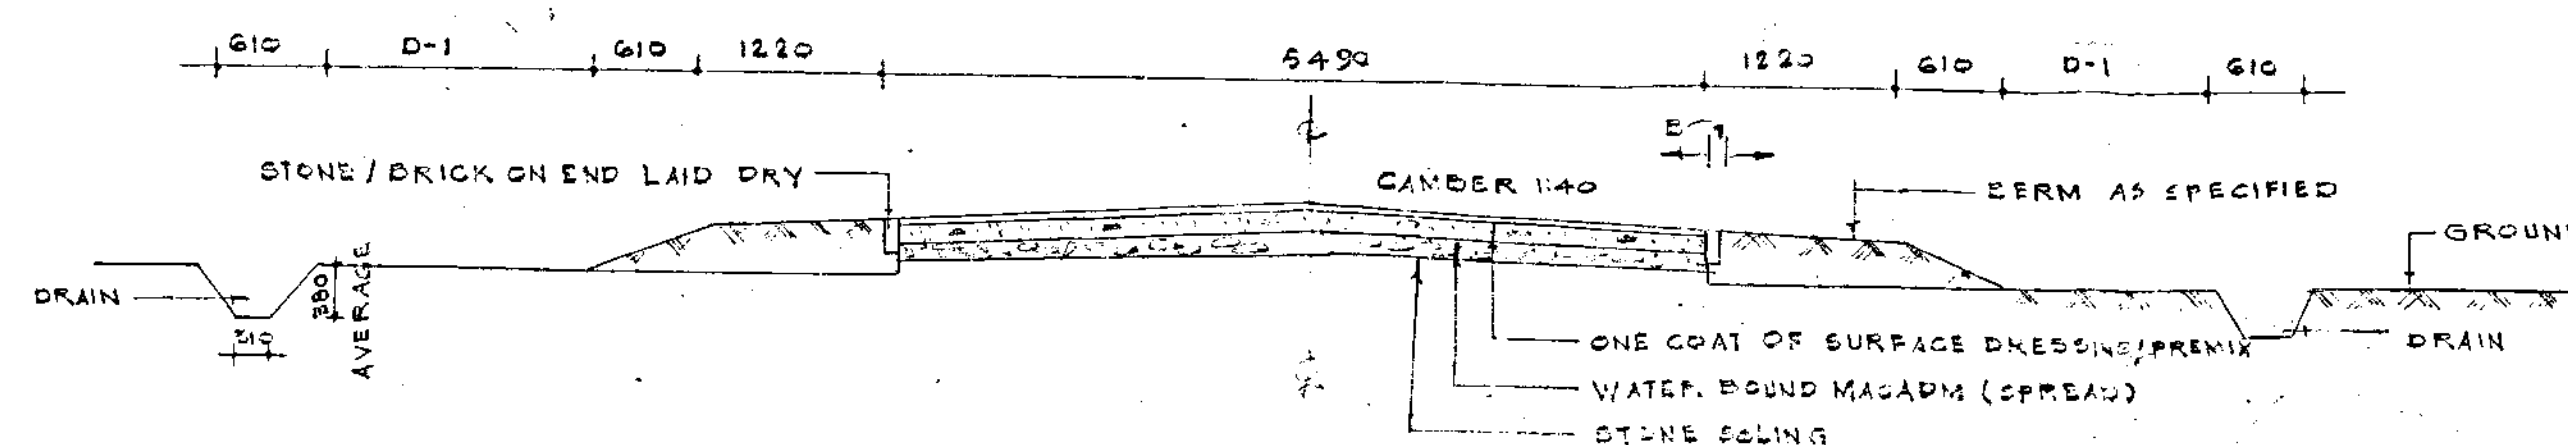 610 D-1 610 1220 5490 1220 610 D-1 610
STONE / BRICK ON END LAID DRY
CAMBER 1:40
BERM AS SPECIFIED
GROUN
DRAIN
380
AVERAGE
310
ONE COAT OF SURFACE DRESSING/PREMIX
DRAIN
WATER BOUND MACADM (SPREAD)
STONE SOLING